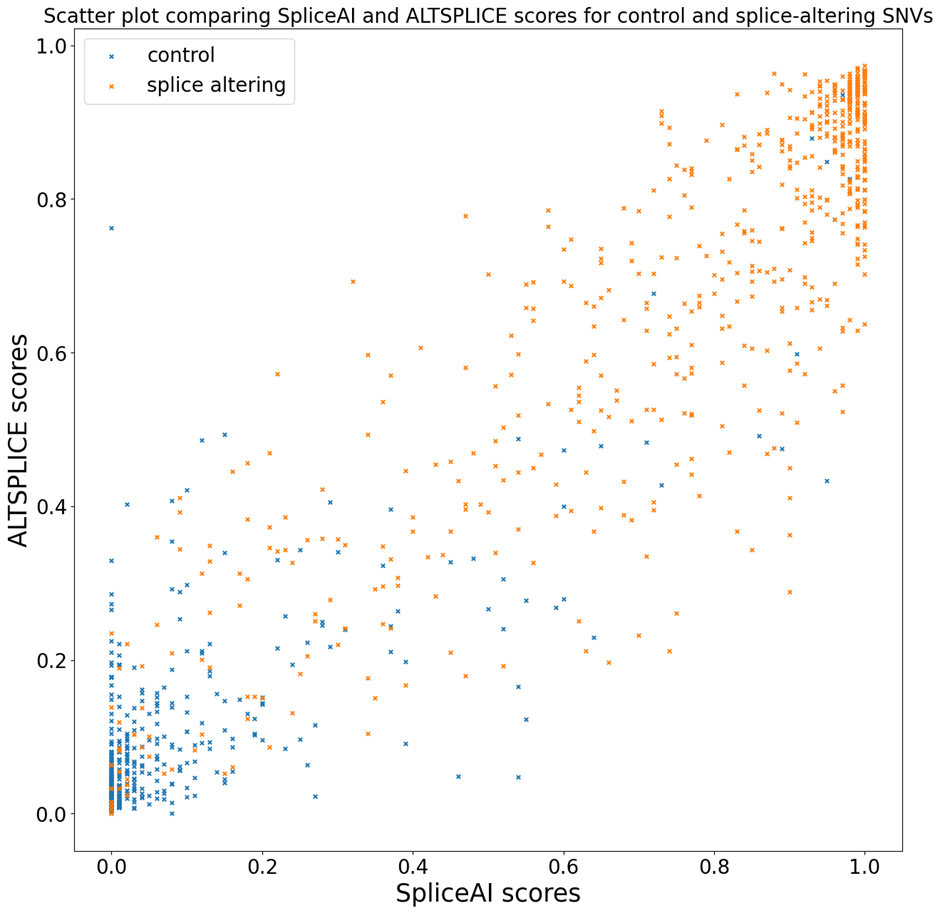 Scatter plot comparing SpliceAI and ALTSPLICE scores for control and splice-altering SNVs
control
splice altering
ALTSPLICE scores
1.0
0.8
0.6
0.4
0.2
0.0
0.0 0.2 0.4 0.6 0.8 1.0
SpliceAI scores